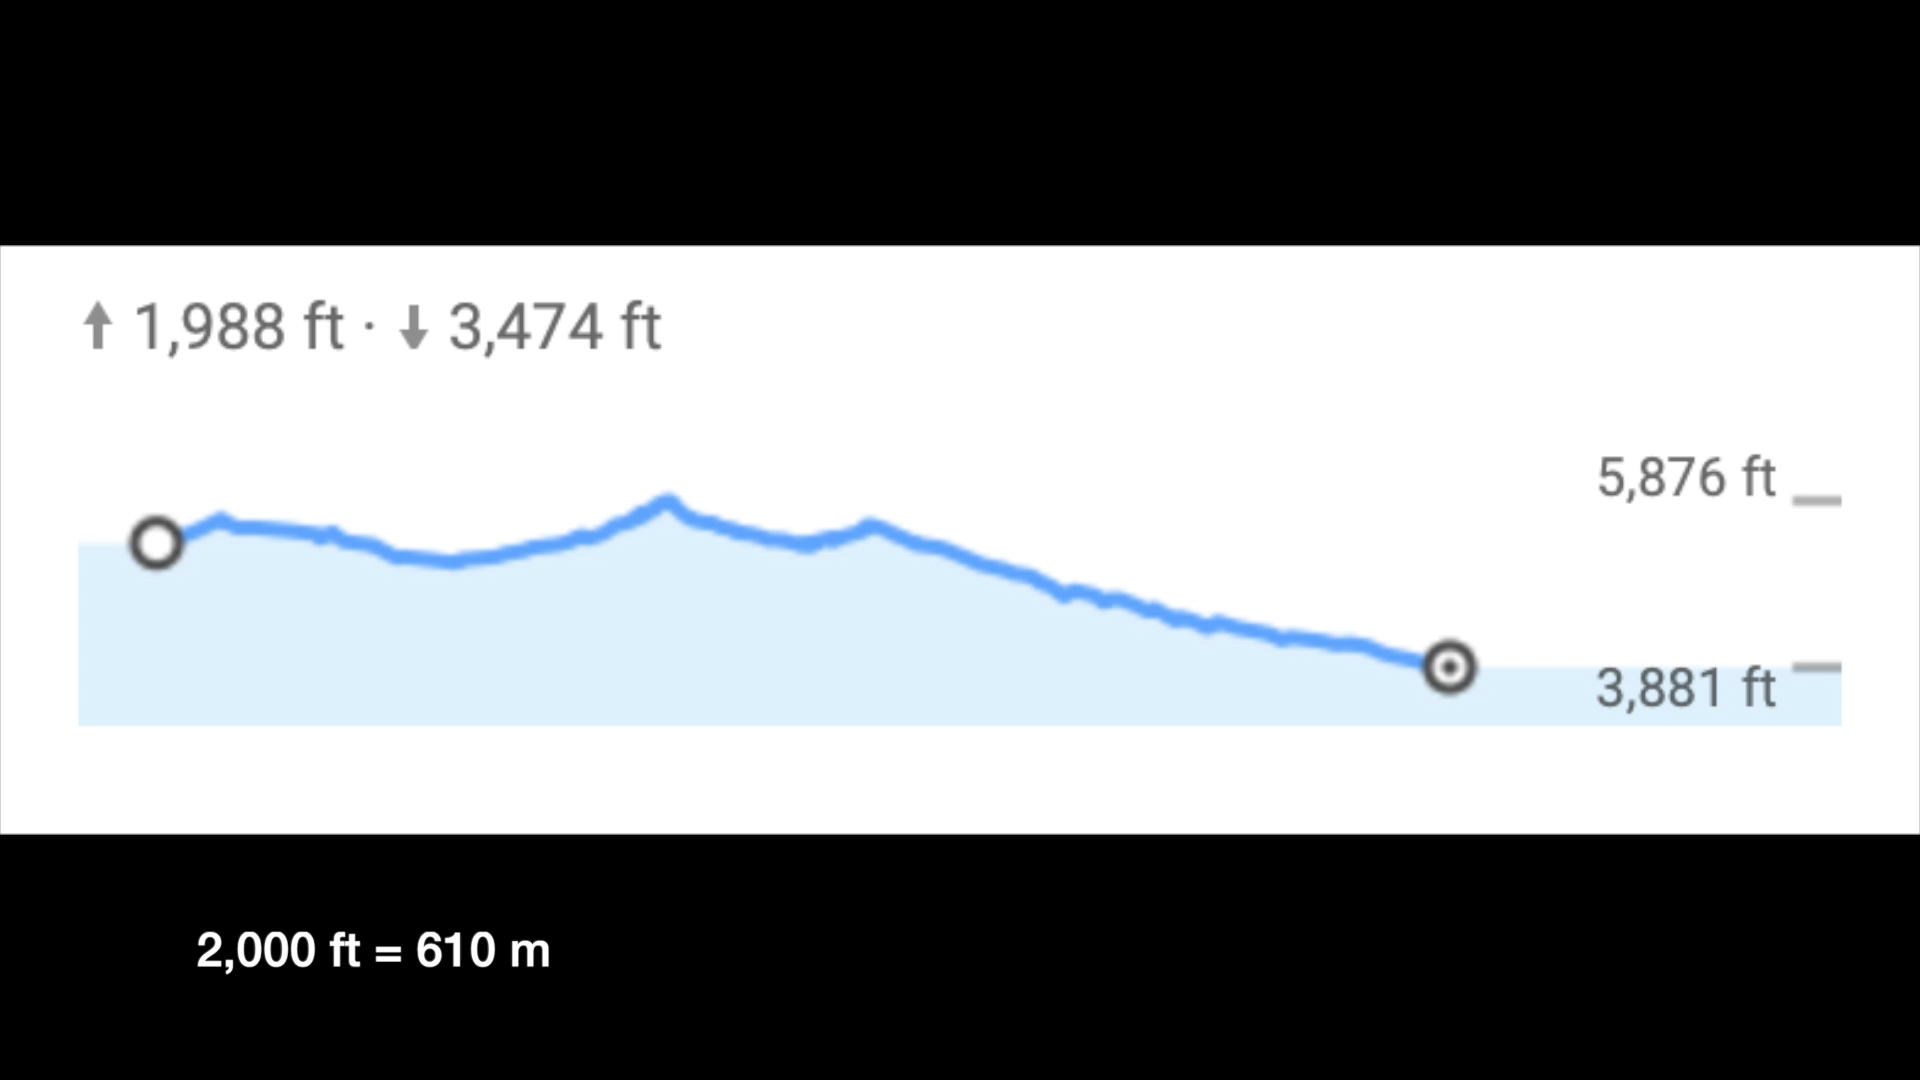 ↑ 1,988 ft · ↓ 3,474 ft
5,876 ft
3,881 ft
2,000 ft = 610 m